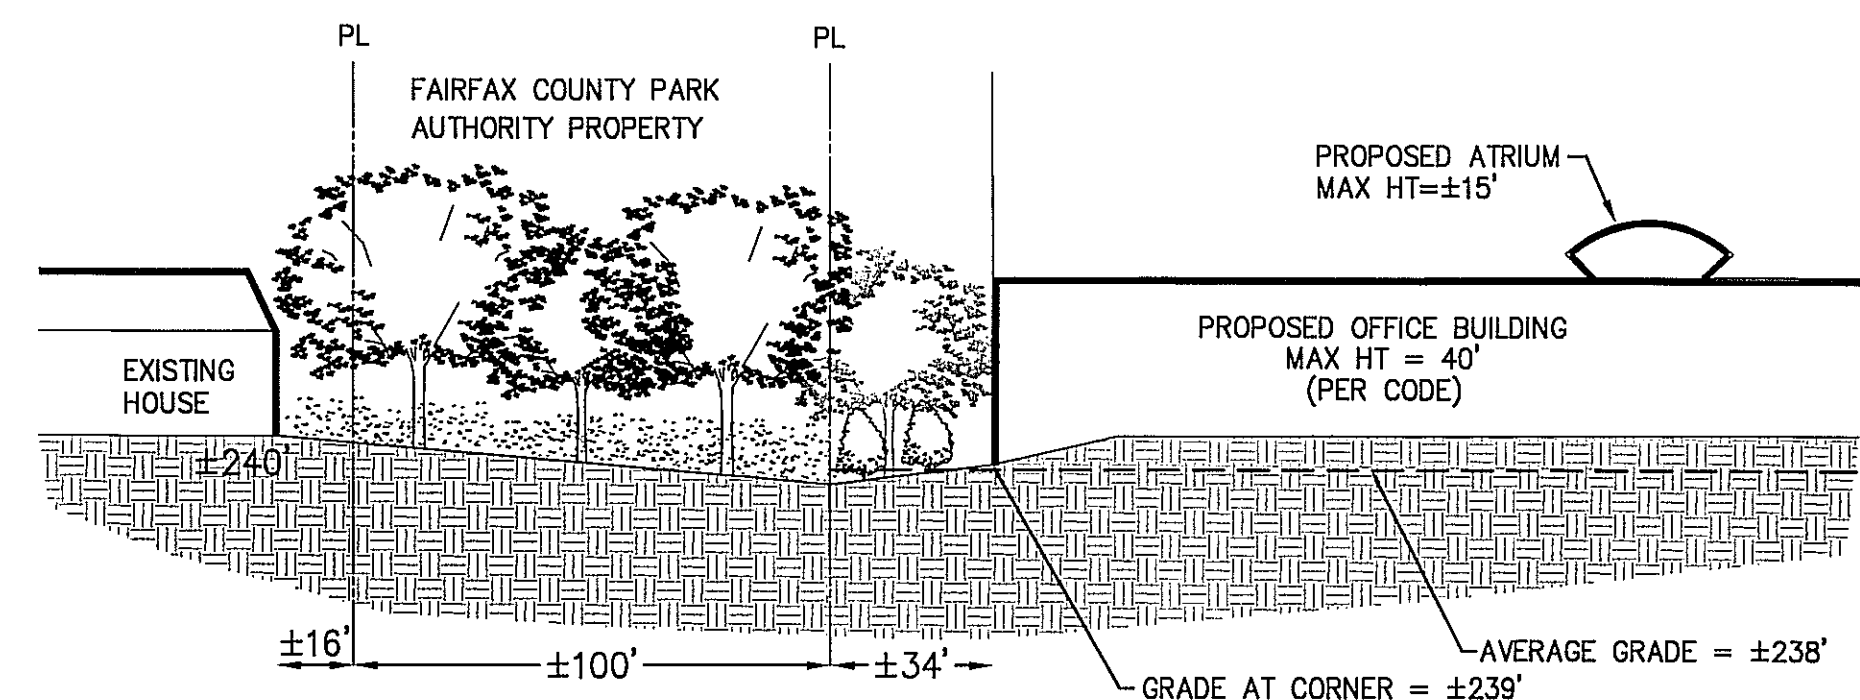 PL
PL
FAIRFAX COUNTY PARK
AUTHORITY PROPERTY
PROPOSED ATRIUM
MAX HT=±15'
PROPOSED OFFICE BUILDING
MAX HT = 40'
(PER CODE)
EXISTING
HOUSE
±240'
±16'
±100'
±34'
AVERAGE GRADE = ±238'
GRADE AT CORNER = ±239'